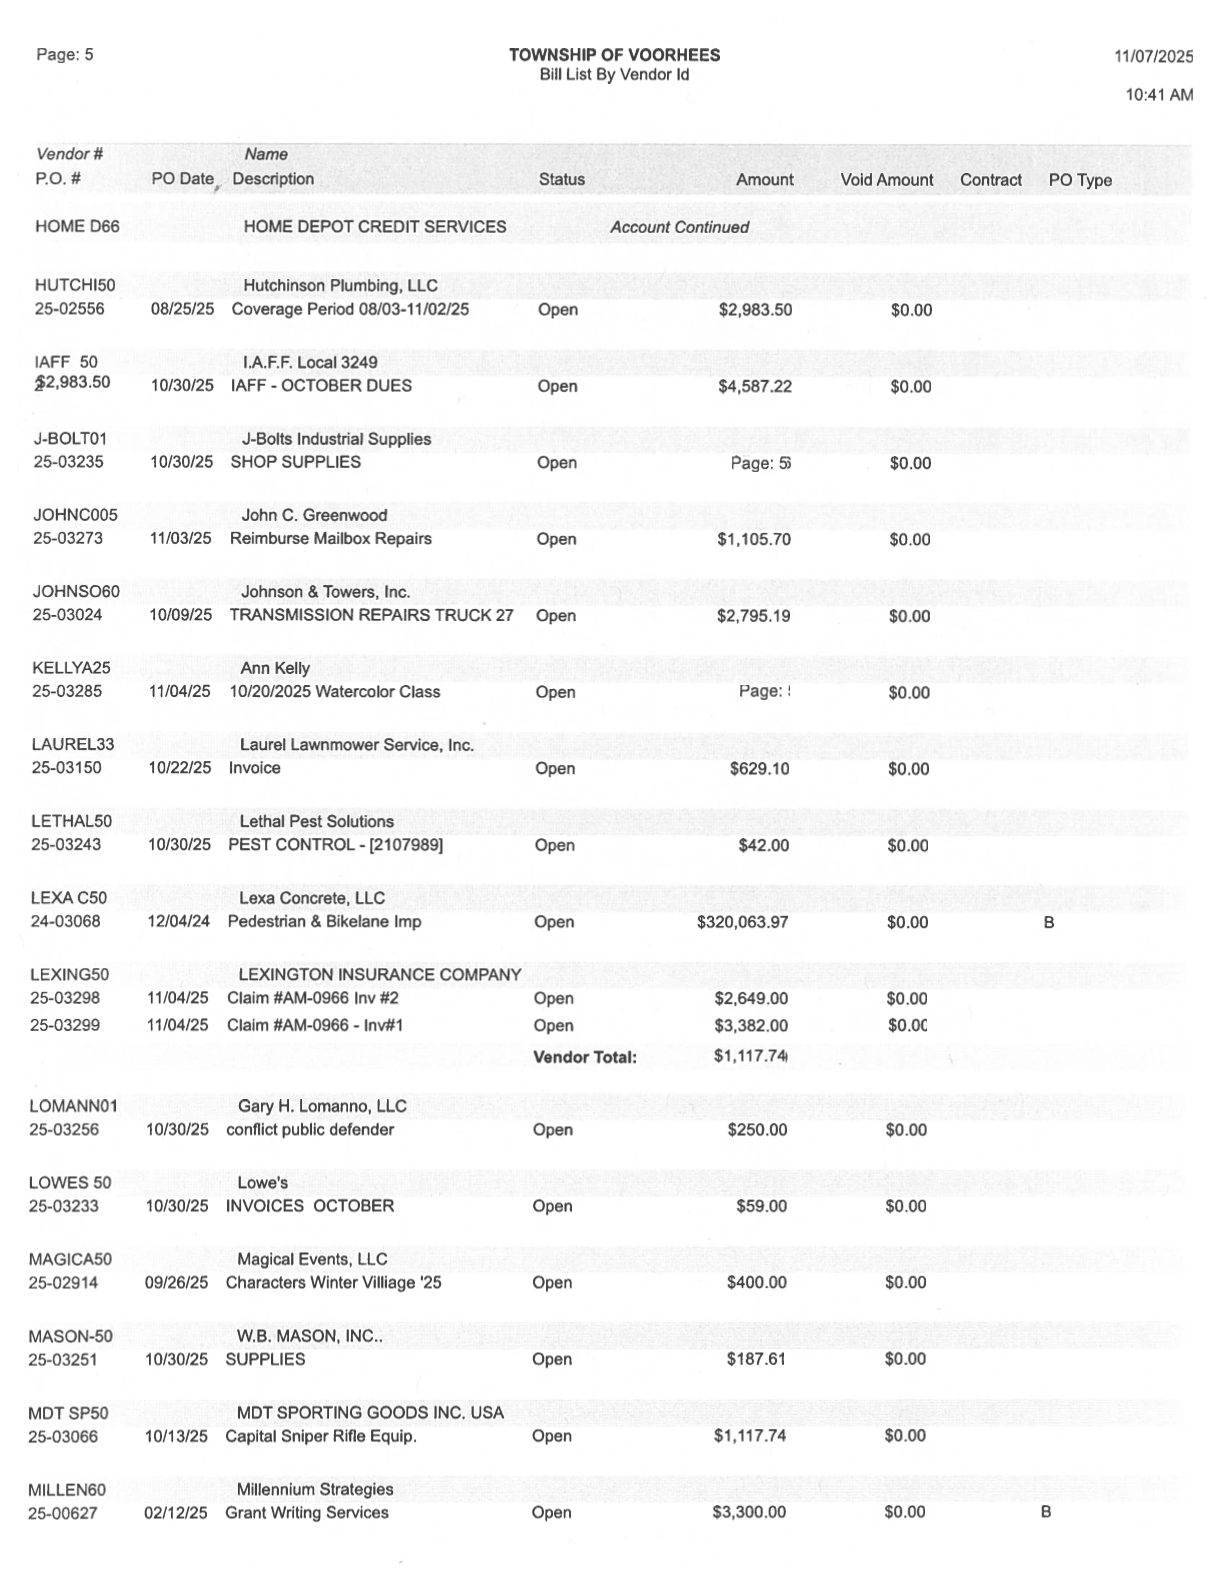 Page: 5 TOWNSHIP OF VOORHEES 11/07/2025
Bill List By Vendor Id
10:41 AM
Vendor # Name
P.O. # PO Date Description Status Amount Void Amount Contract PO Type
HOME D66 HOME DEPOT CREDIT SERVICES Account Continued
HUTCHI50 Hutchinson Plumbing, LLC
25-02556 08/25/25 Coverage Period 08/03-11/02/25 Open $2,983.50 $0.00
IAFF 50 I.A.F.F. Local 3249
$2,983.50 10/30/25 IAFF - OCTOBER DUES Open $4,587.22 $0.00
J-BOLT01 J-Bolts Industrial Supplies
25-03235 10/30/25 SHOP SUPPLIES Open Page: 5 $0.00
JOHNC005 John C. Greenwood
25-03273 11/03/25 Reimburse Mailbox Repairs Open $1,105.70 $0.00
JOHNSO60 Johnson & Towers, Inc.
25-03024 10/09/25 TRANSMISSION REPAIRS TRUCK 27 Open $2,795.19 $0.00
KELLYA25 Ann Kelly
25-03285 11/04/25 10/20/2025 Watercolor Class Open Page: $0.00
LAUREL33 Laurel Lawnmower Service, Inc.
25-03150 10/22/25 Invoice Open $629.10 $0.00
LETHAL50 Lethal Pest Solutions
25-03243 10/30/25 PEST CONTROL - [2107989] Open $42.00 $0.00
LEXA C50 Lexa Concrete, LLC
24-03068 12/04/24 Pedestrian & Bikelane Imp Open $320,063.97 $0.00 B
LEXING50 LEXINGTON INSURANCE COMPANY
25-03298 11/04/25 Claim #AM-0966 Inv #2 Open $2,649.00 $0.00
25-03299 11/04/25 Claim #AM-0966 - Inv#1 Open $3,382.00 $0.00
Vendor Total: $1,117.74
LOMANN01 Gary H. Lomanno, LLC
25-03256 10/30/25 conflict public defender Open $250.00 $0.00
LOWES 50 Lowe's
25-03233 10/30/25 INVOICES OCTOBER Open $59.00 $0.00
MAGICA50 Magical Events, LLC
25-02914 09/26/25 Characters Winter Villiage '25 Open $400.00 $0.00
MASON-50 W.B. MASON, INC..
25-03251 10/30/25 SUPPLIES Open $187.61 $0.00
MDT SP50 MDT SPORTING GOODS INC. USA
25-03066 10/13/25 Capital Sniper Rifle Equip. Open $1,117.74 $0.00
MILLEN60 Millennium Strategies
25-00627 02/12/25 Grant Writing Services Open $3,300.00 $0.00 B